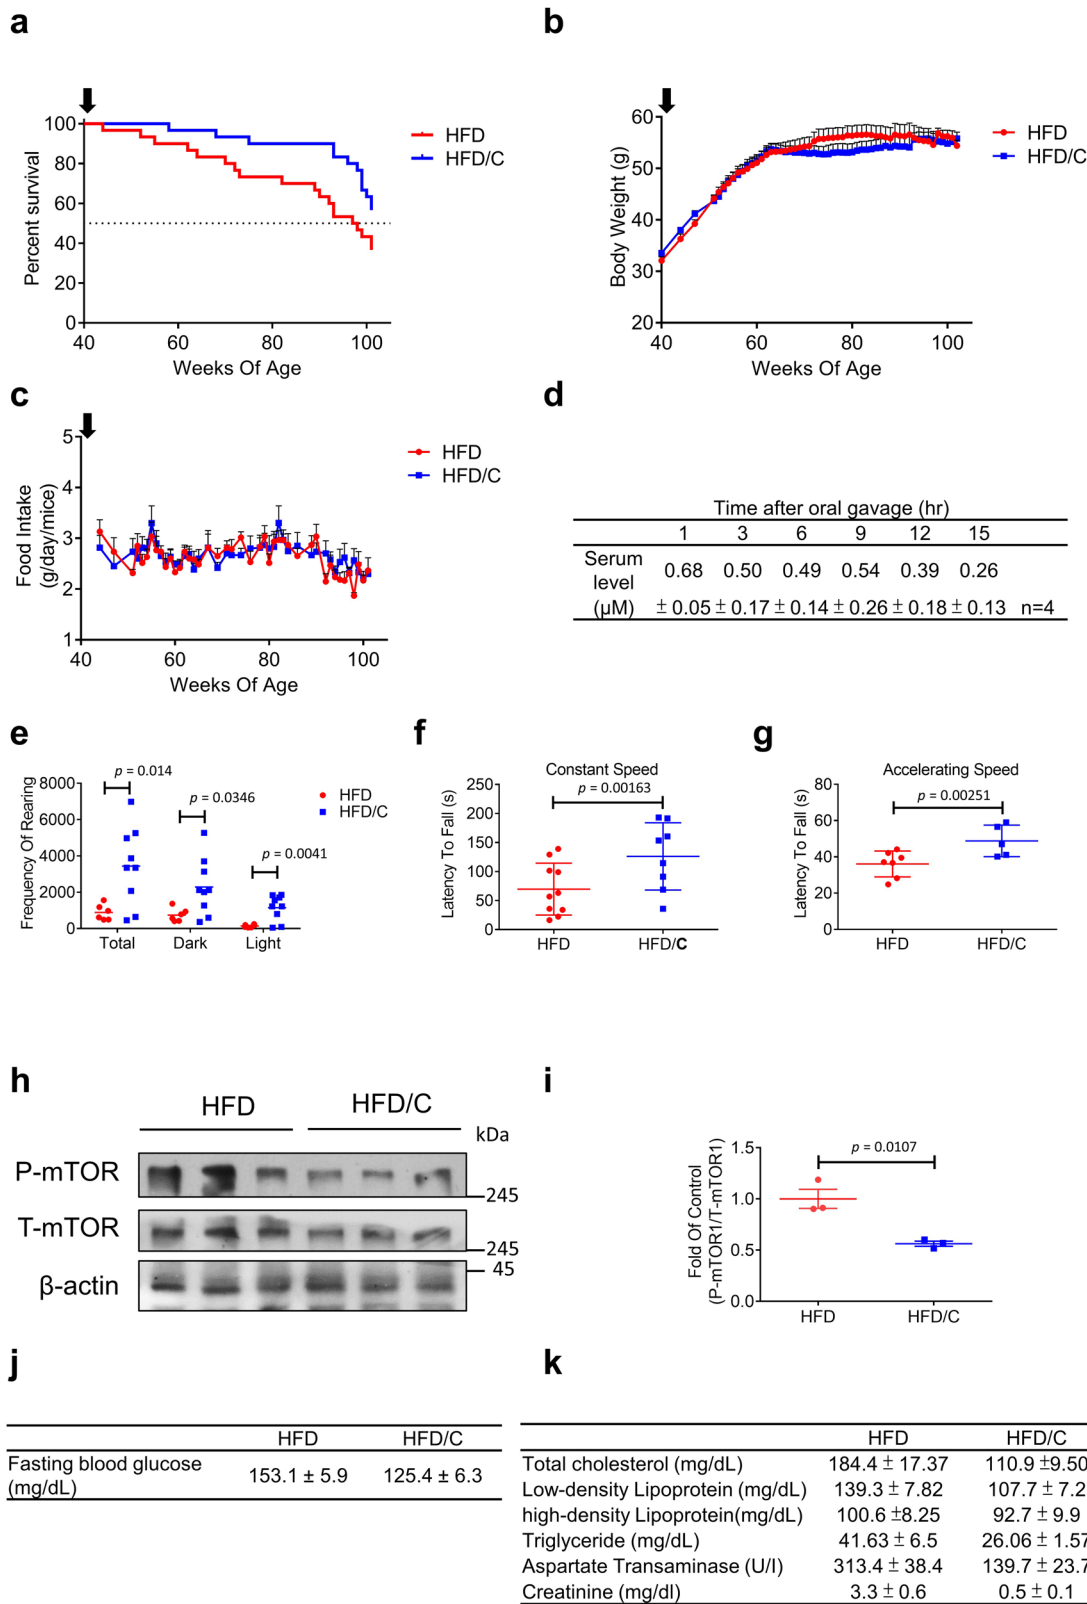 a
100
80
60
40
20
0
Percent survival
40 60 80 100
Weeks Of Age
HFD
HFD/C
b
60
50
40
30
20
Body Weight (g)
40 60 80 100
Weeks Of Age
HFD
HFD/C
c
5
4
3
2
1
Food Intake
(g/day/mice)
40 60 80 100
Weeks Of Age
HFD
HFD/C
d
Time after oral gavage (hr)
1 3 6 9 12 15
Serum
level
(µM)
0.68 0.50 0.49 0.54 0.39 0.26
± 0.05 ± 0.17 ± 0.14 ± 0.26 ± 0.18 ± 0.13 n=4
e
p = 0.014
p = 0.0346
p = 0.0041
8000
6000
4000
2000
0
Frequency Of Rearing
Total Dark Light
HFD
HFD/C
f
Constant Speed
p = 0.00163
250
200
150
100
50
0
Latency To Fall (s)
HFD HFD/C
g
Accelerating Speed
p = 0.00251
80
60
40
20
0
Latency To Fall (s)
HFD HFD/C
h
HFD HFD/C
kDa
P-mTOR
245
T-mTOR
245
β-actin
45
i
p = 0.0107
1.5
1.0
0.5
0.0
Fold Of Control
(P-mTOR1/T-mTOR1)
HFD HFD/C
j
HFD HFD/C
Fasting blood glucose
(mg/dL)
153.1 ± 5.9 125.4 ± 6.3
k
HFD HFD/C
Total cholesterol (mg/dL) 184.4 ± 17.37 110.9 ±9.50
Low-density Lipoprotein (mg/dL) 139.3 ± 7.82 107.7 ± 7.2
high-density Lipoprotein(mg/dL) 100.6 ±8.25 92.7 ± 9.9
Triglyceride (mg/dL) 41.63 ± 6.5 26.06 ± 1.57
Aspartate Transaminase (U/l) 313.4 ± 38.4 139.7 ± 23.7
Creatinine (mg/dl) 3.3 ± 0.6 0.5 ± 0.1